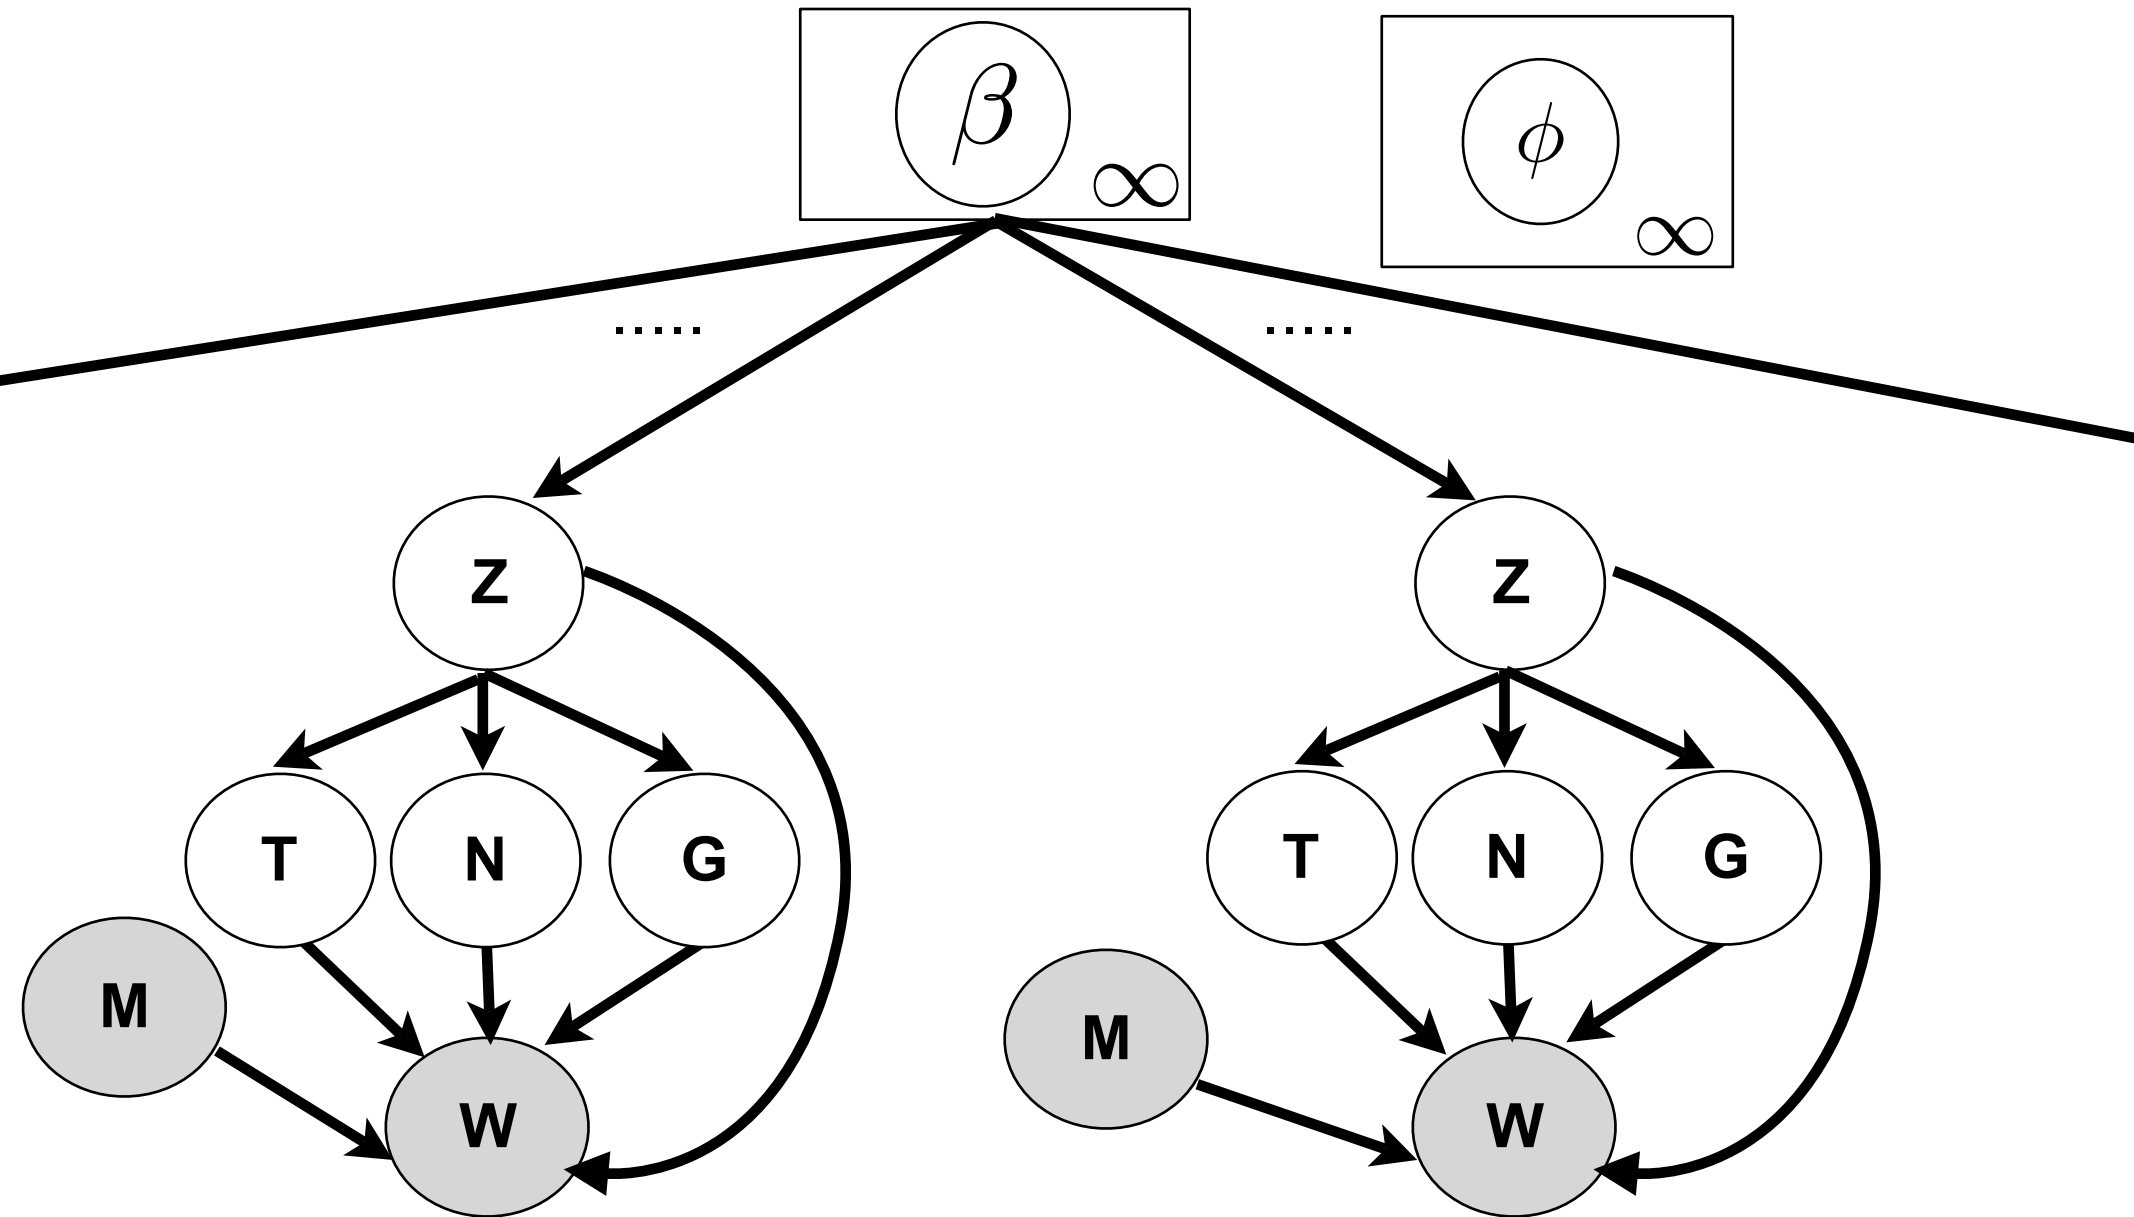 β
∞
ϕ
∞
..... .....
Z Z
T N G T N G
M M
W W